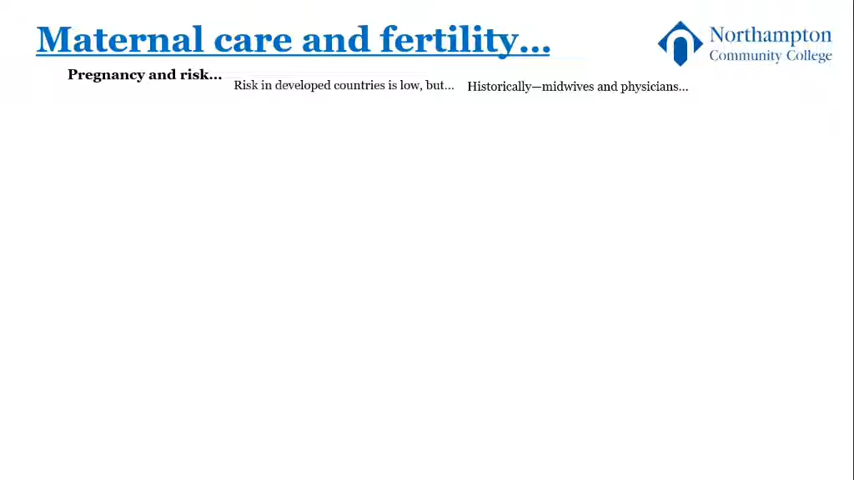 Maternal care and fertility...
Northampton
Community College
Pregnancy and risk...
Risk in developed countries is low, but...
Historically—midwives and physicians...